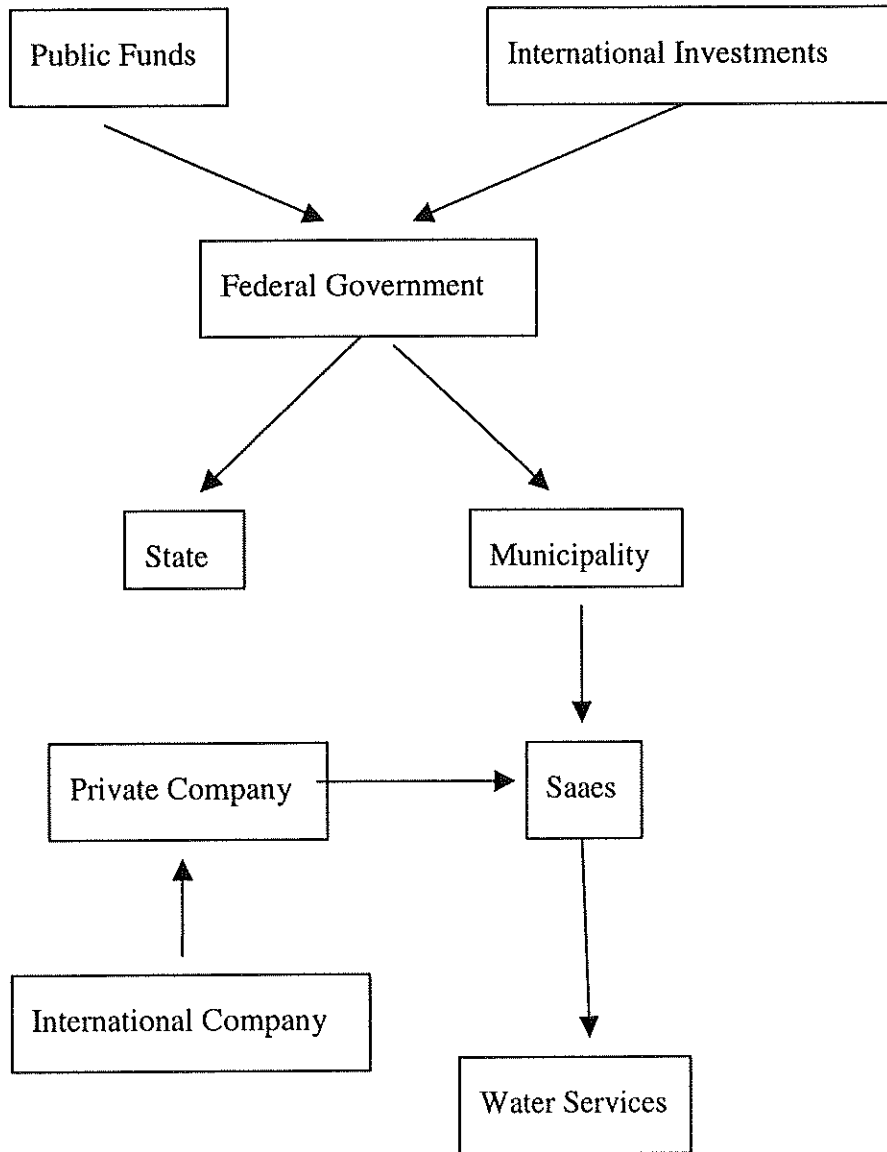 Public Funds
International Investments
Federal Government
State
Municipality
Private Company
Saaes
International Company
Water Services